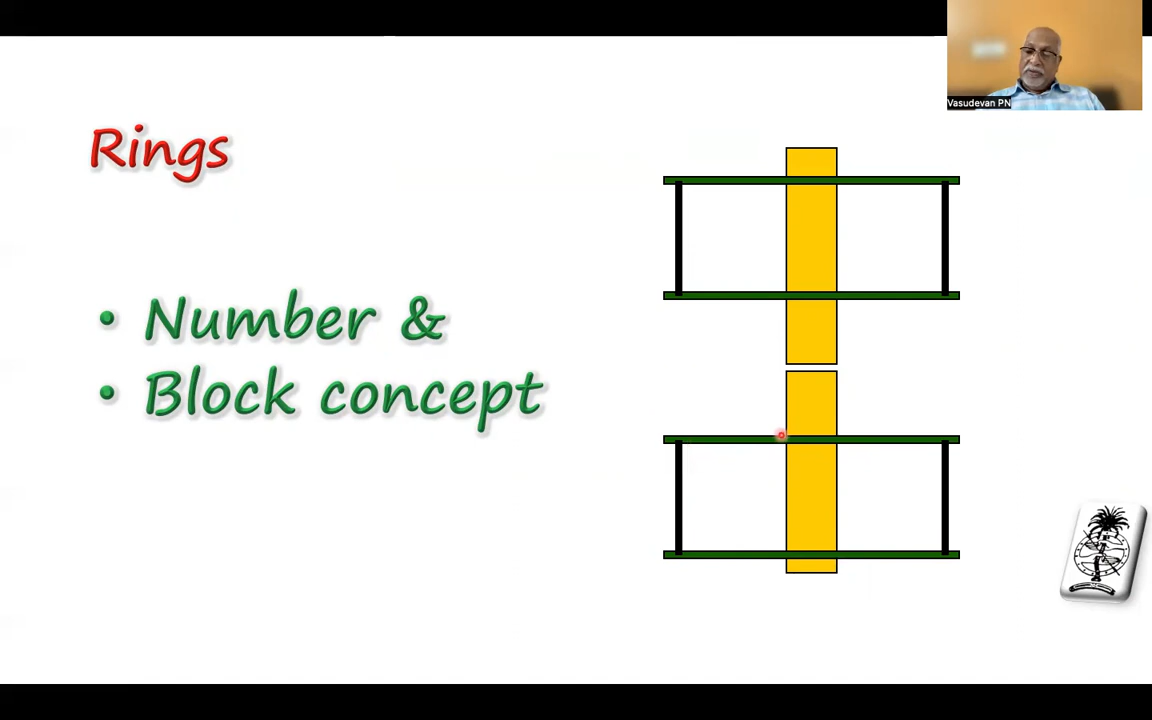 Rings
• Number &
• Block concept
Vasudevan PN